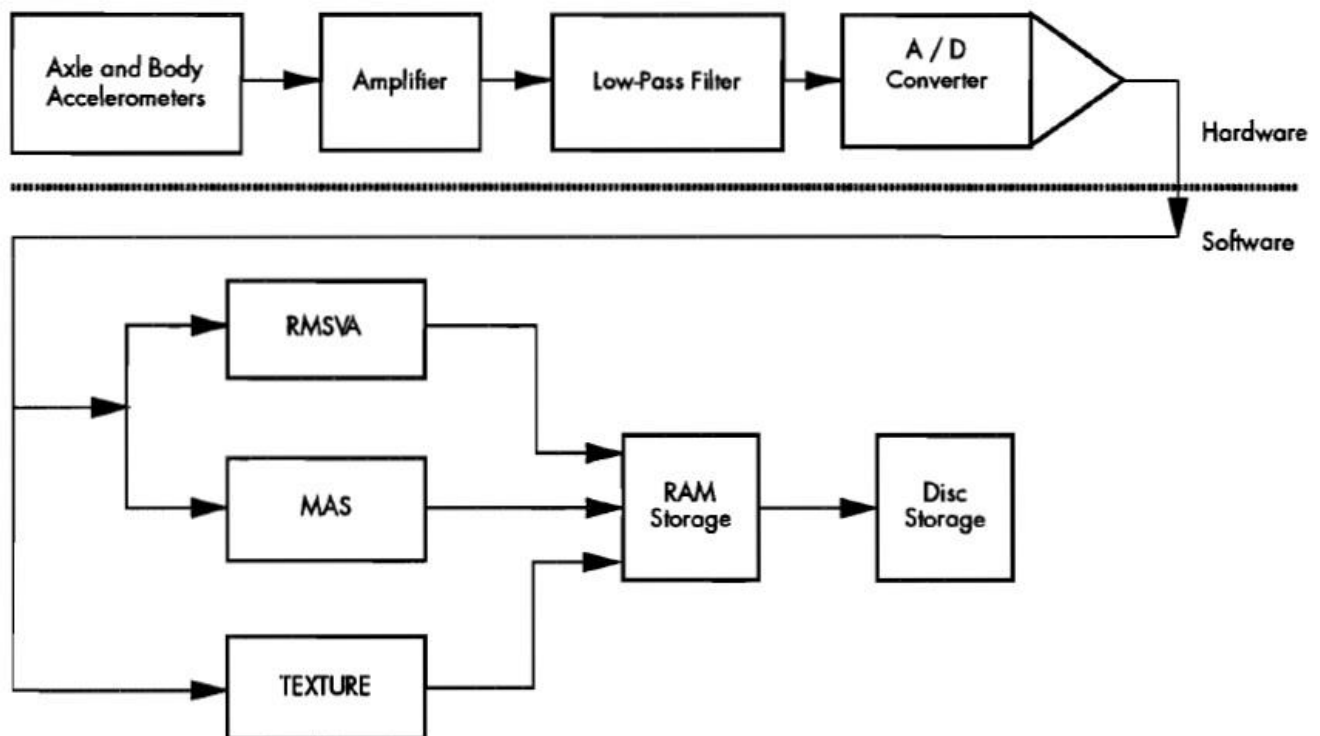 Axle and Body
Accelerometers
Amplifier
Low-Pass Filter
A / D
Converter
Hardware
Software
RMSVA
MAS
RAM
Storage
Disc
Storage
TEXTURE